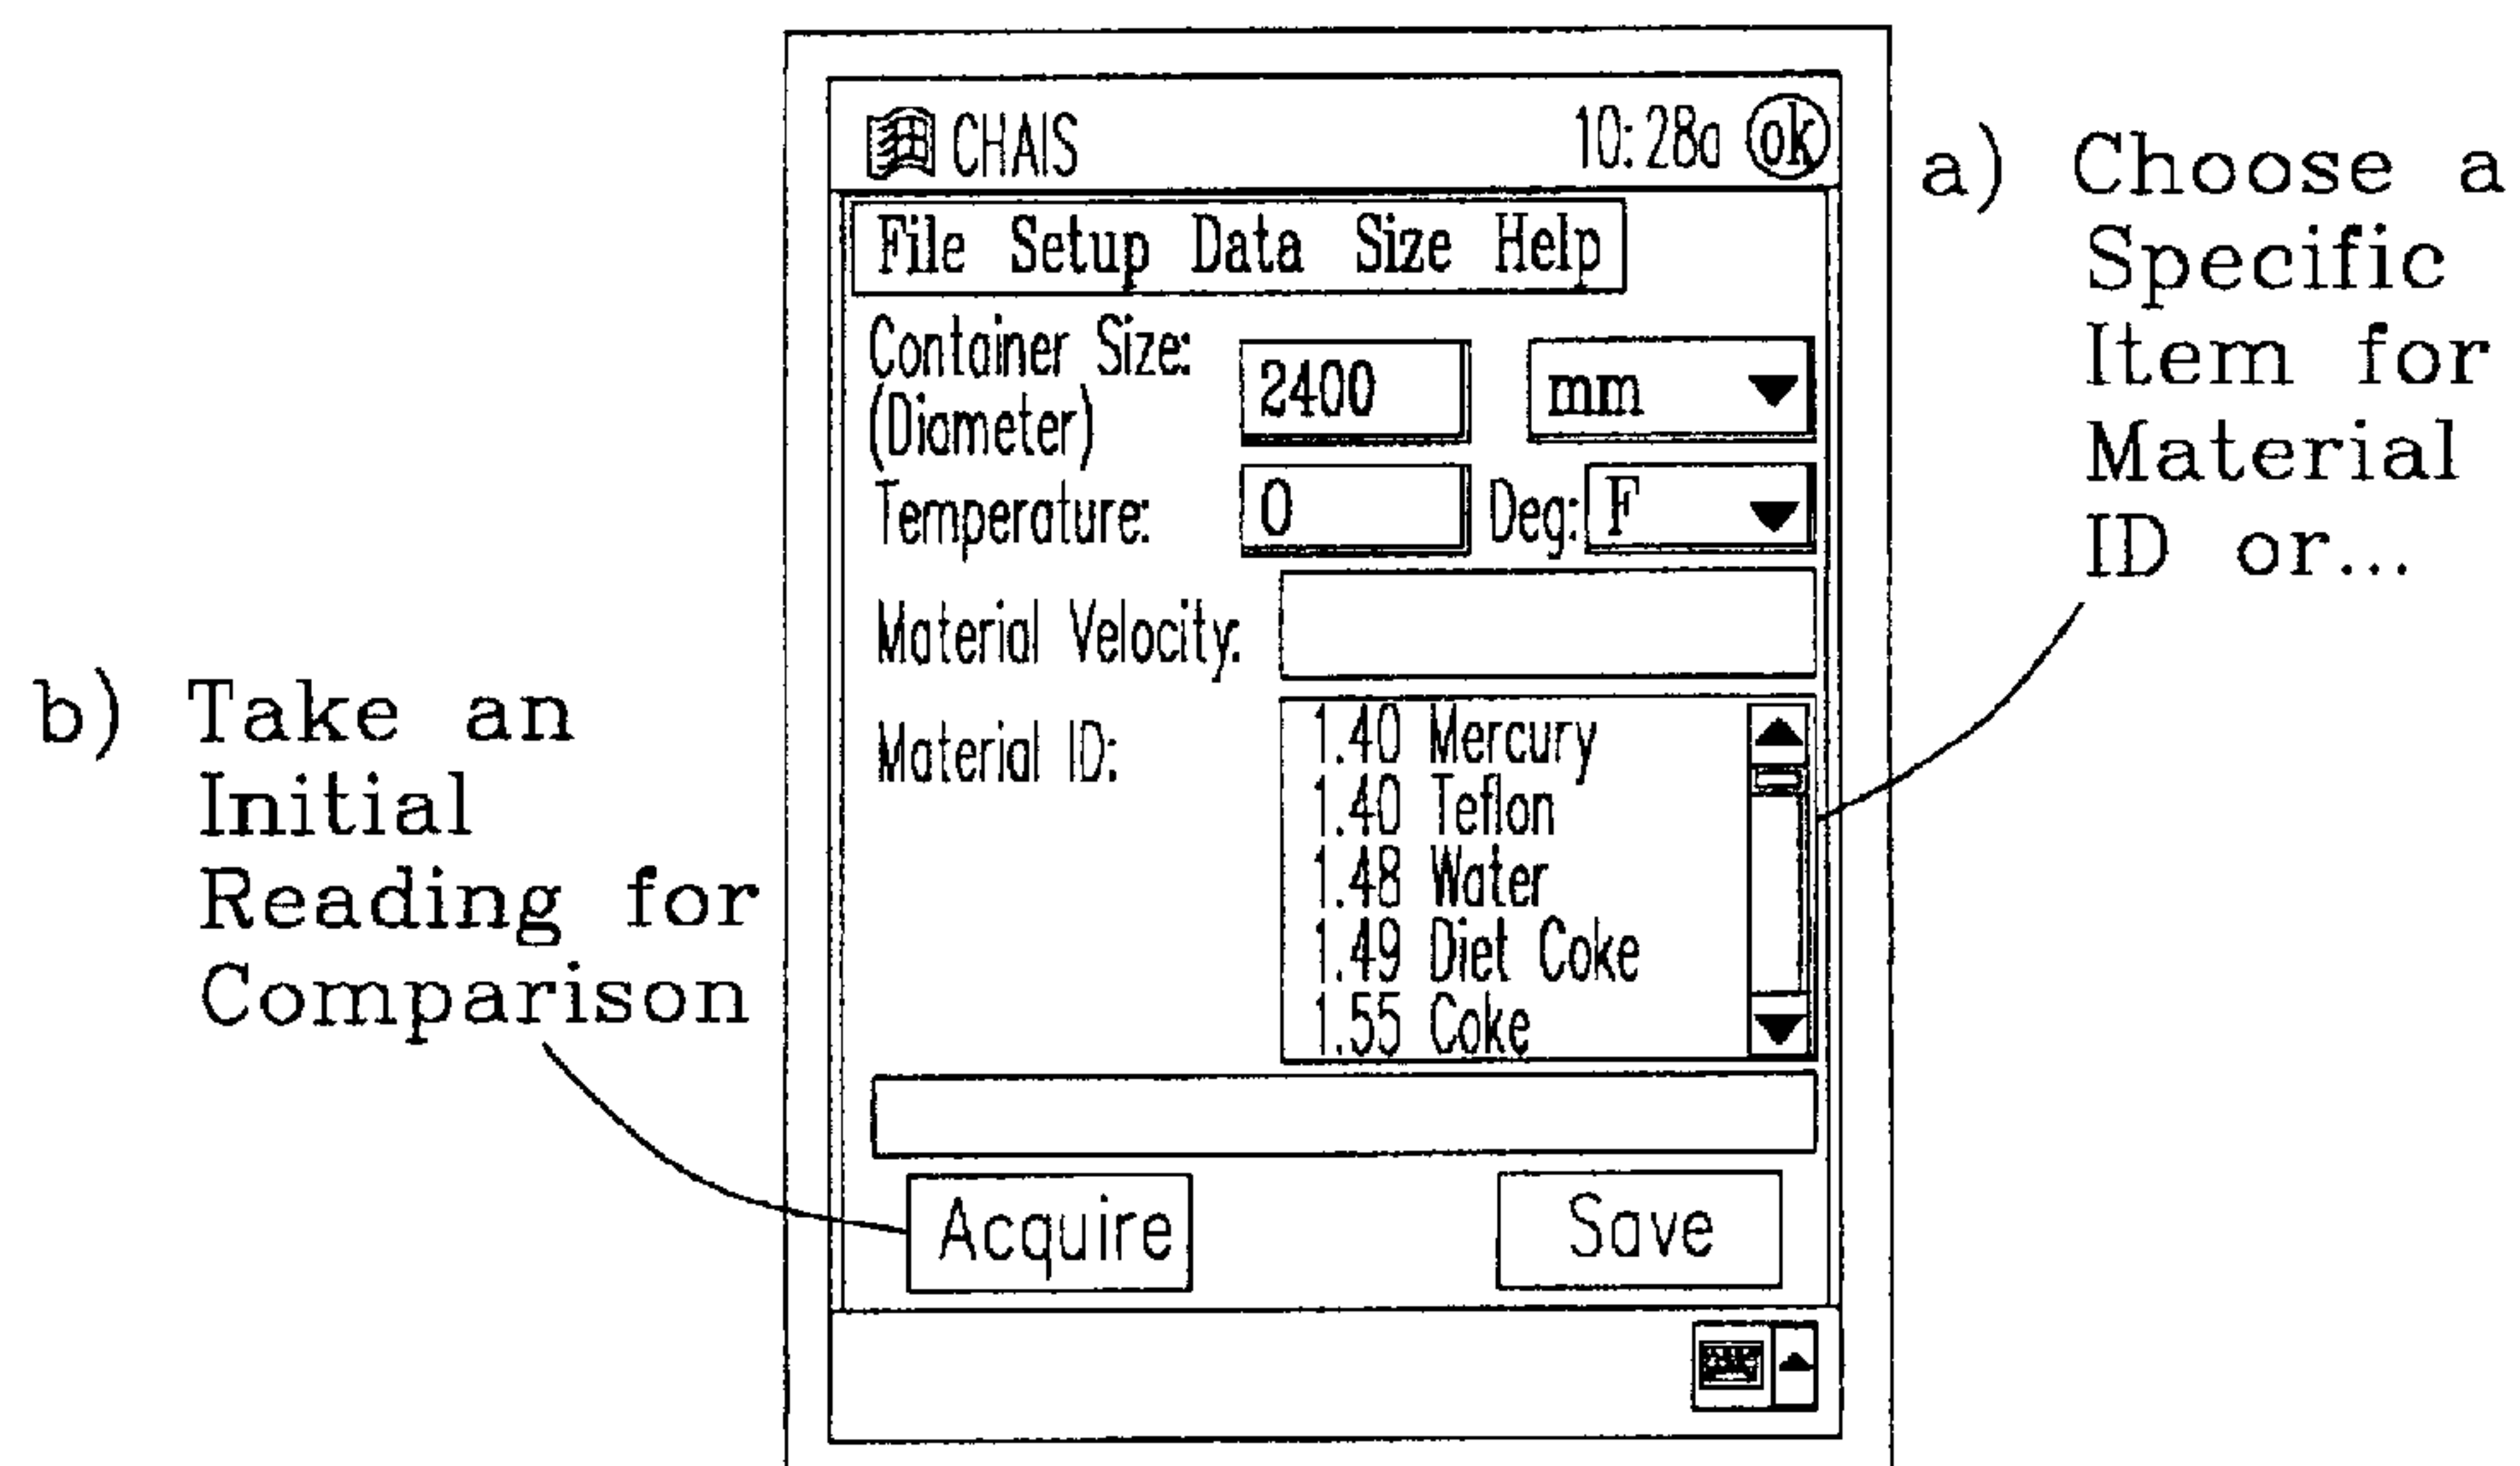 CHAIS 10:28a ok
File Setup Data Size Help
Container Size:
(Diameter)
2400 mm
Temperature: 0 Deg: F
Material Velocity:
Material ID:
1.40 Mercury
1.40 Teflon
1.48 Water
1.49 Diet Coke
1.55 Coke
Acquire Save
a) Choose a
Specific
Item for
Material
ID or...
b) Take an
Initial
Reading for
Comparison